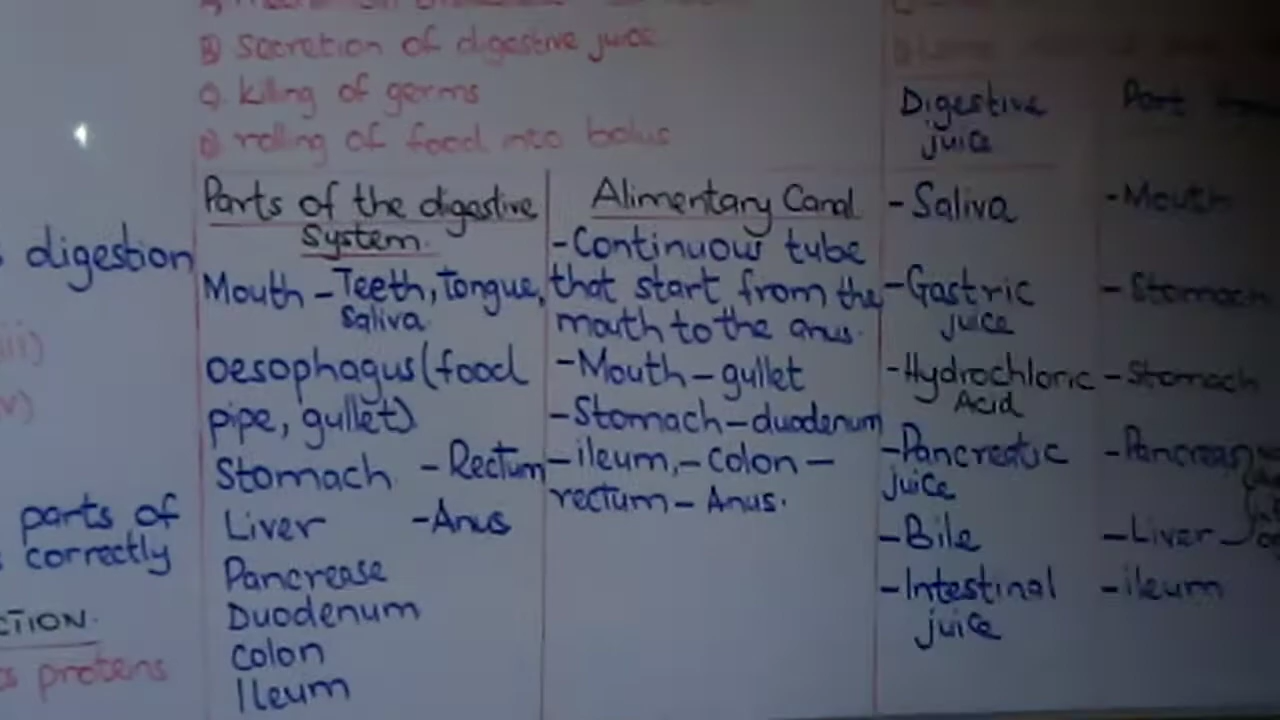 B secretion of digestive juice
C. killing of germs
D rolling of food into bolus
s digestion
iii)
v)
parts of
s correctly
CTION.
s protens
Parts of the digestive
System.
Mouth - Teeth, Tongue,
Saliva
oesophagus (food
pipe, gullet)
Stomach - Rectum
Liver - Anus
Pancrease
Duodenum
colon
Ileum
Alimentary Canal
- Continuous tube
that start from the
mouth to the anus.
- Mouth - gullet
- Stomach - duodenum
- ileum, - colon -
rectum - Anus.
Digestive
juice
Part
- Saliva - Mouth
- Gastric - Stomach
juice
- Hydrochloric - Stomach
Acid
- Pancreatic - Pancreas
juice
- Bile - Liver
- Intestinal - ileum
juice